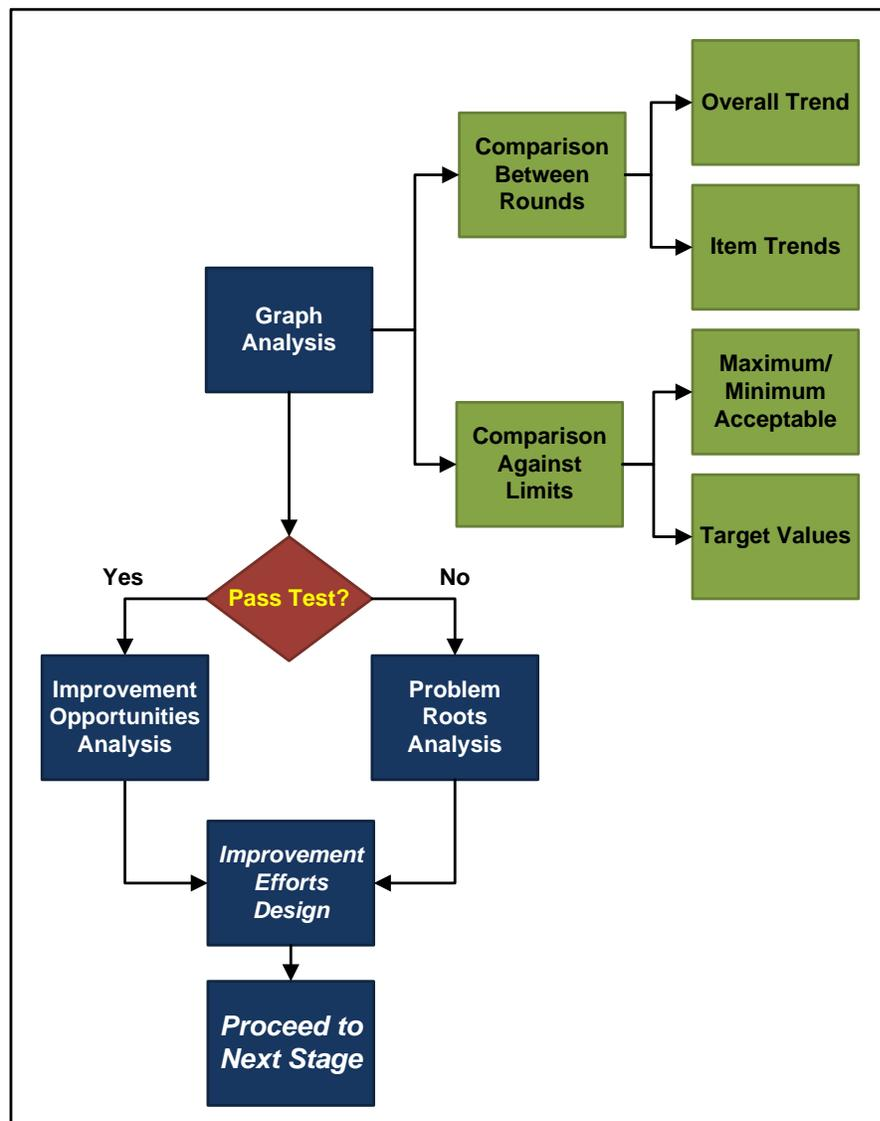 Overall Trend
Comparison
Between
Rounds
Item Trends
Graph
Analysis
Maximum/
Minimum
Acceptable
Comparison
Against
Limits
Target Values
Yes
No
Pass Test?
Improvement
Opportunities
Analysis
Problem
Roots
Analysis
Improvement
Efforts
Design
Proceed to
Next Stage